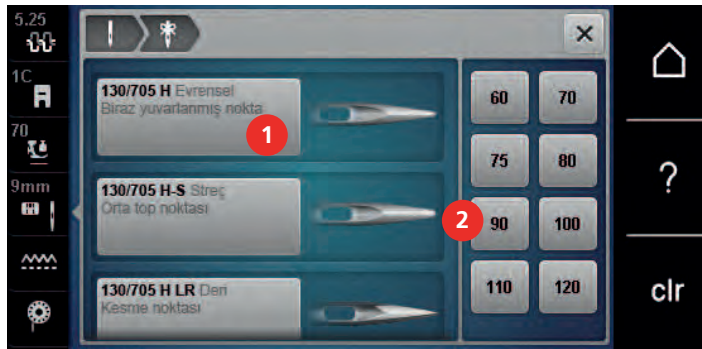 5.25
1C
70
9mm
130/705 H Evrensel
Biraz yuvarlanmış nokta
1
130/705 H-S Streç
Orta top noktası
2
130/705 H LR Deri
Kesme noktası
60 70
75 80
90 100
110 120
?
clr